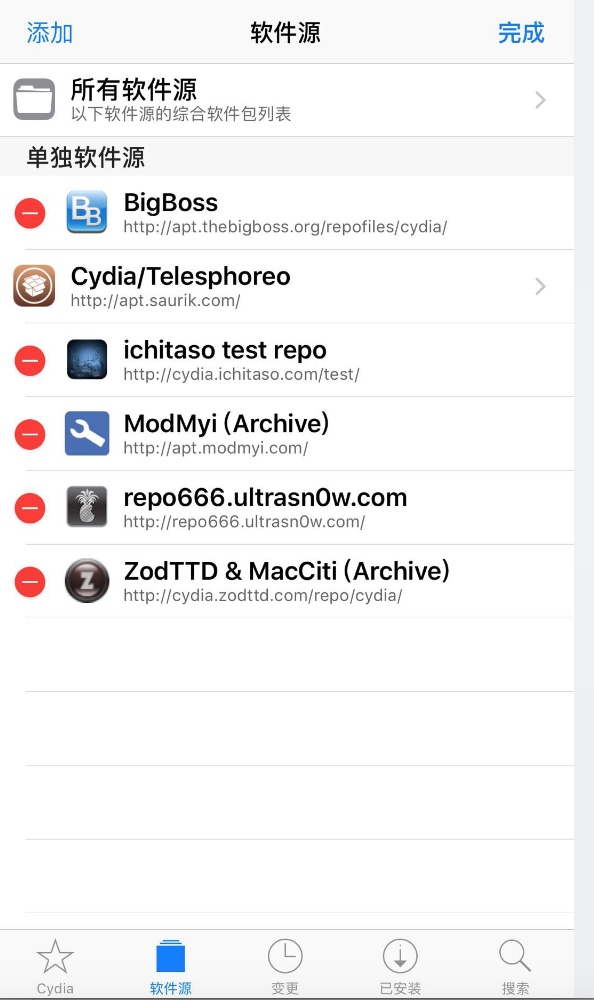 添加 软件源 完成
所有软件源
以下软件源的综合软件包列表
单独软件源
BigBoss
http://apt.thebigboss.org/repofiles/cydia/
Cydia/Telesphoreo
http://apt.saurik.com/
ichitaso test repo
http://cydia.ichitaso.com/test/
ModMyi (Archive)
http://apt.modmyi.com/
repo666.ultrasn0w.com
http://repo666.ultrasn0w.com/
ZodTTD & MacCiti (Archive)
http://cydia.zodttd.com/repo/cydia/
Cydia 软件源 变更 已安装 搜索